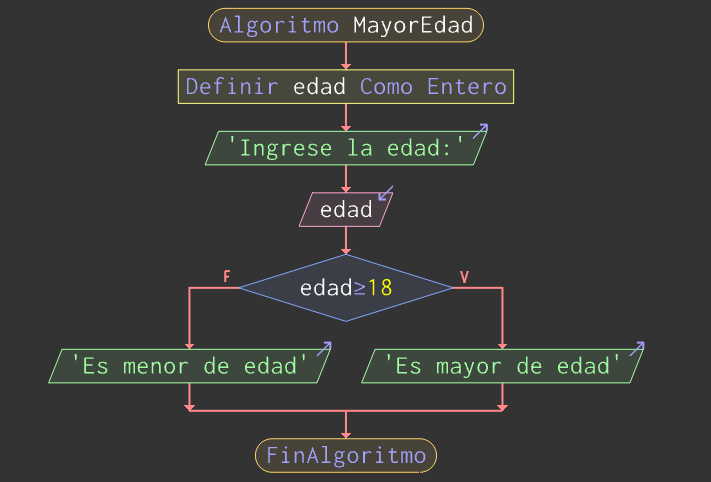 Algoritmo MayorEdad
Definir edad Como Entero
'Ingrese la edad:'
edad
edad≥18
F
V
'Es menor de edad'
'Es mayor de edad'
FinAlgoritmo